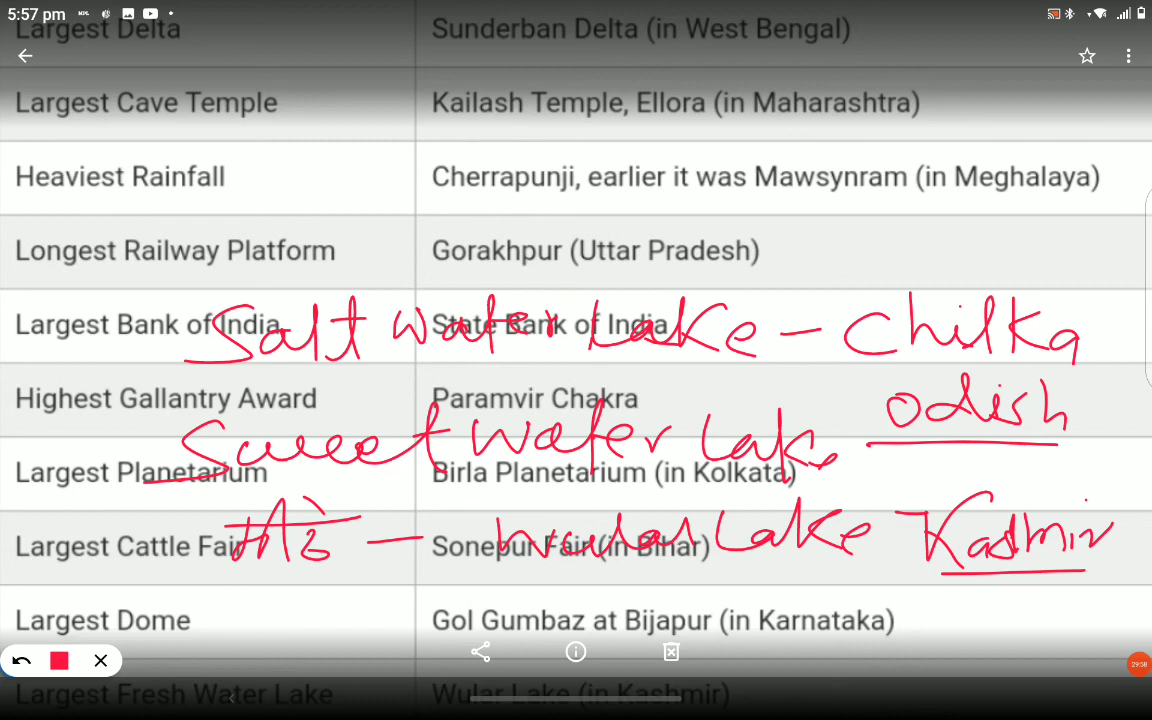 5:57 pm
Largest Delta Sunderban Delta (in West Bengal)
Largest Cave Temple Kailash Temple, Ellora (in Maharashtra)
Heaviest Rainfall Cherrapunji, earlier it was Mawsynram (in Meghalaya)
Longest Railway Platform Gorakhpur (Uttar Pradesh)
Largest Bank of India State Bank of India
Salt water Lake - Chilka
Highest Gallantry Award Paramvir Chakra
odish
Sweet water Lake
Largest Planetarium Birla Planetarium (in Kolkata)
Largest Cattle Fair Sonepur Fair (in Bihar)
मीठे - wular Lake Kashmir
Largest Dome Gol Gumbaz at Bijapur (in Karnataka)
29:58
Largest Fresh Water Lake Wular Lake (in Kashmir)